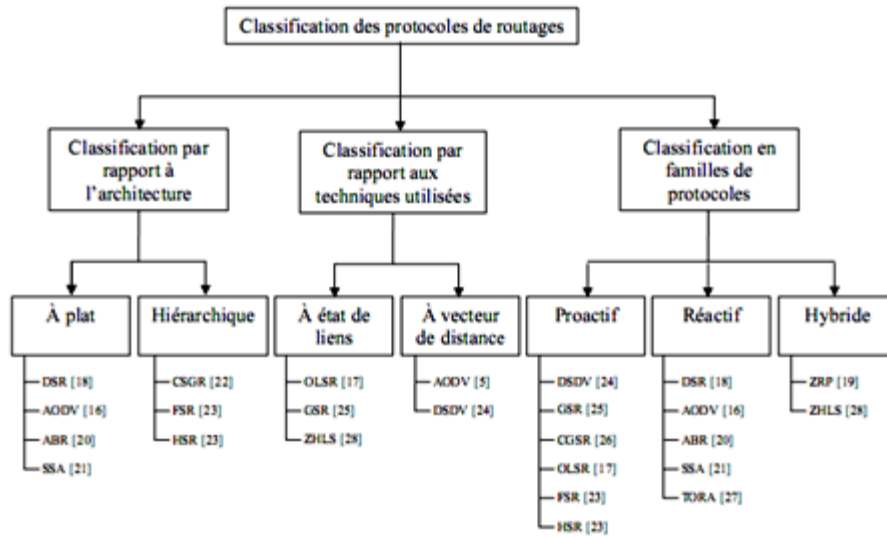 Classification des protocoles de routages
Classification par
rapport à
l'architecture
Classification par
rapport aux
techniques utilisées
Classification en
familles de
protocoles
À plat
Hiérarchique
À état de
liens
À vecteur
de distance
Proactif
Réactif
Hybride
DSR [18]
AODV [16]
ABR [20]
SSA [21]
CSGR [22]
FSR [23]
HSR [23]
OLSR [17]
GSR [25]
ZHLS [28]
AODV [5]
DSDV [24]
DSDV [24]
GSR [25]
CGSR [26]
OLSR [17]
FSR [23]
HSR [23]
DSR [18]
AODV [16]
ABR [20]
SSA [21]
TORA [27]
ZRP [19]
ZHLS [28]